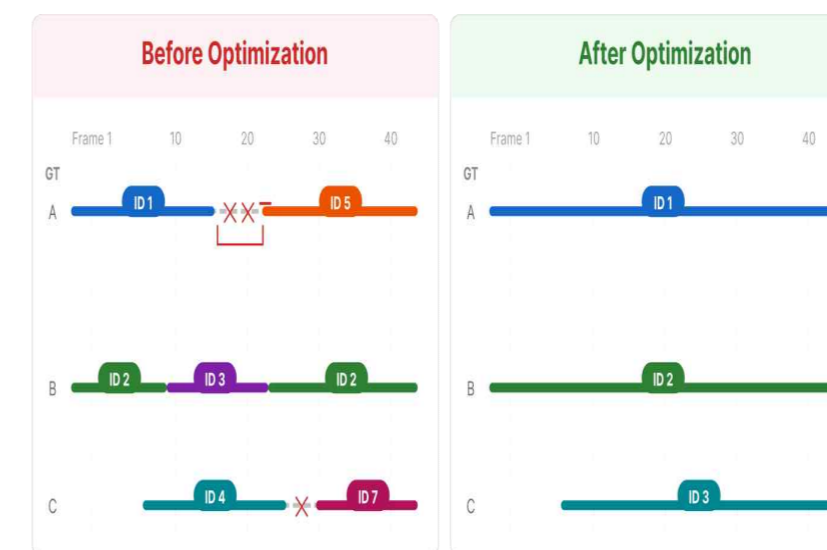 Before Optimization
Frame 1 10 20 30 40
GT
A ID 1 ID 5
B ID 2 ID 3 ID 2
C ID 4 ID 7
After Optimization
Frame 1 10 20 30 40
GT
A ID 1
B ID 2
C ID 3